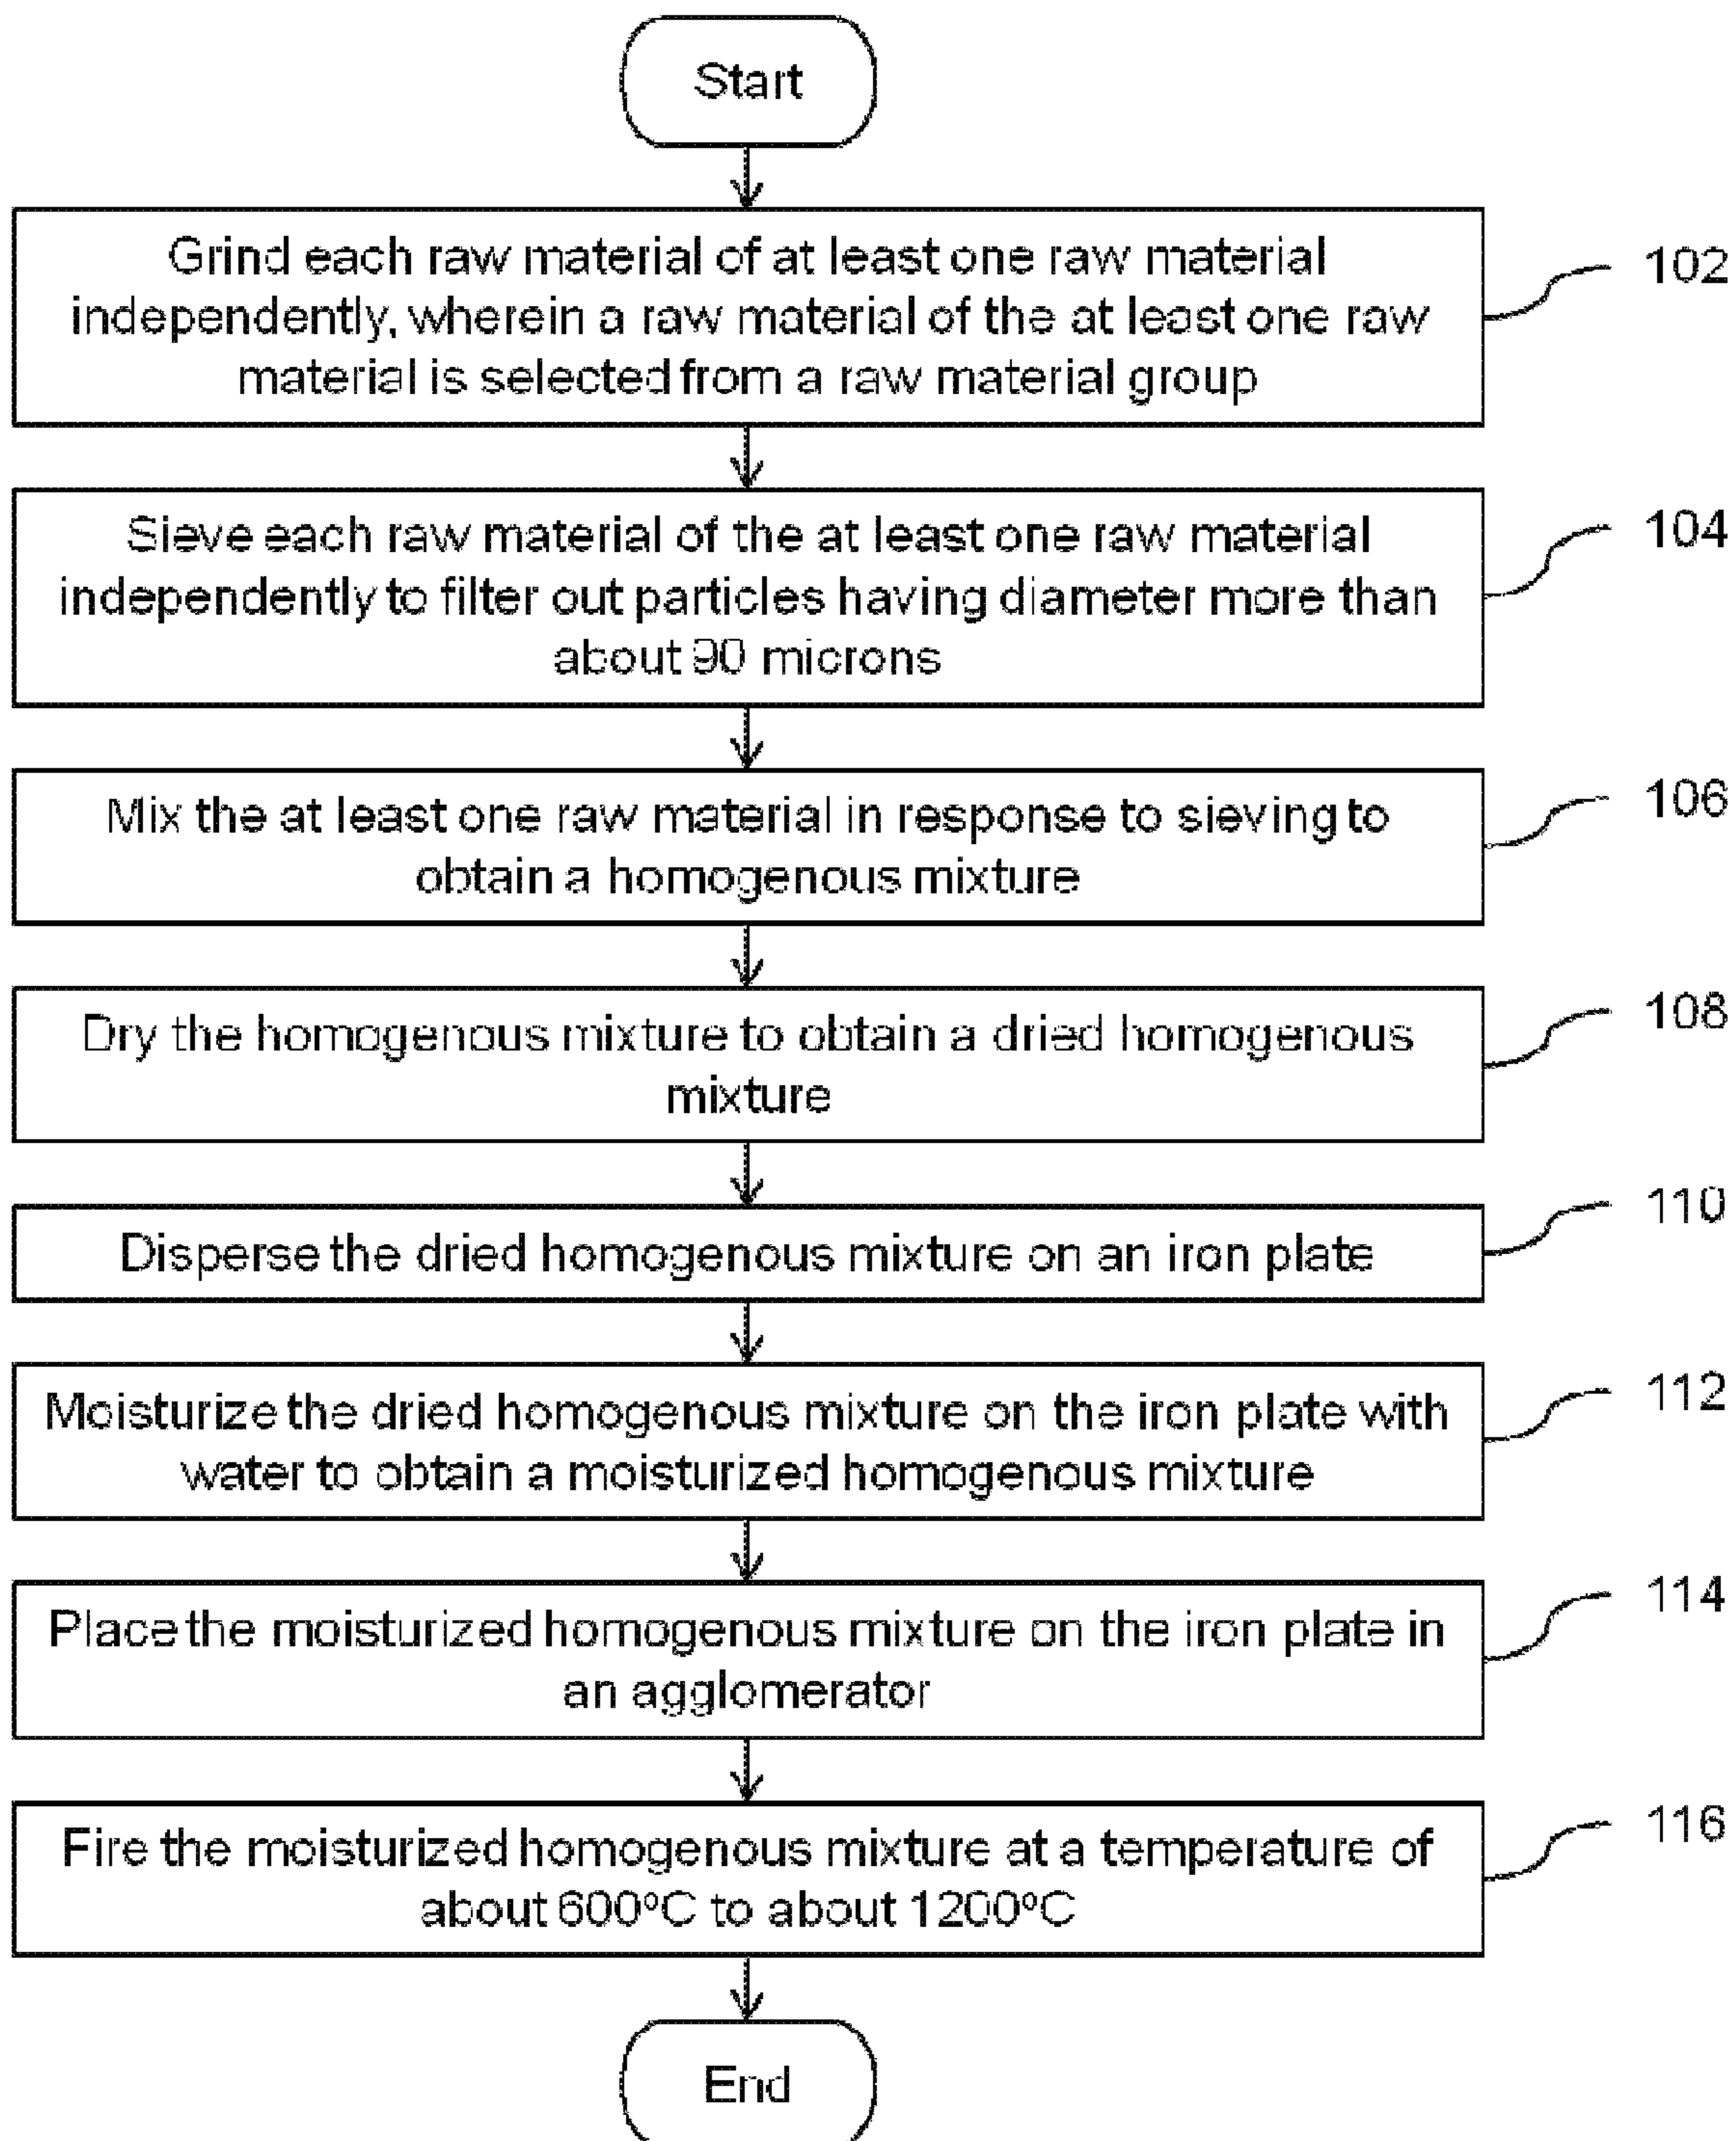 Start
Grind each raw material of at least one raw material
independently, wherein a raw material of the at least one raw
material is selected from a raw material group
102
Sieve each raw material of the at least one raw material
independently to filter out particles having diameter more than
about 90 microns
104
Mix the at least one raw material in response to sieving to
obtain a homogenous mixture
106
Dry the homogenous mixture to obtain a dried homogenous
mixture
108
Disperse the dried homogenous mixture on an iron plate
110
Moisturize the dried homogenous mixture on the iron plate with
water to obtain a moisturized homogenous mixture
112
Place the moisturized homogenous mixture on the iron plate in
an agglomerator
114
Fire the moisturized homogenous mixture at a temperature of
about 600ºC to about 1200ºC
116
End